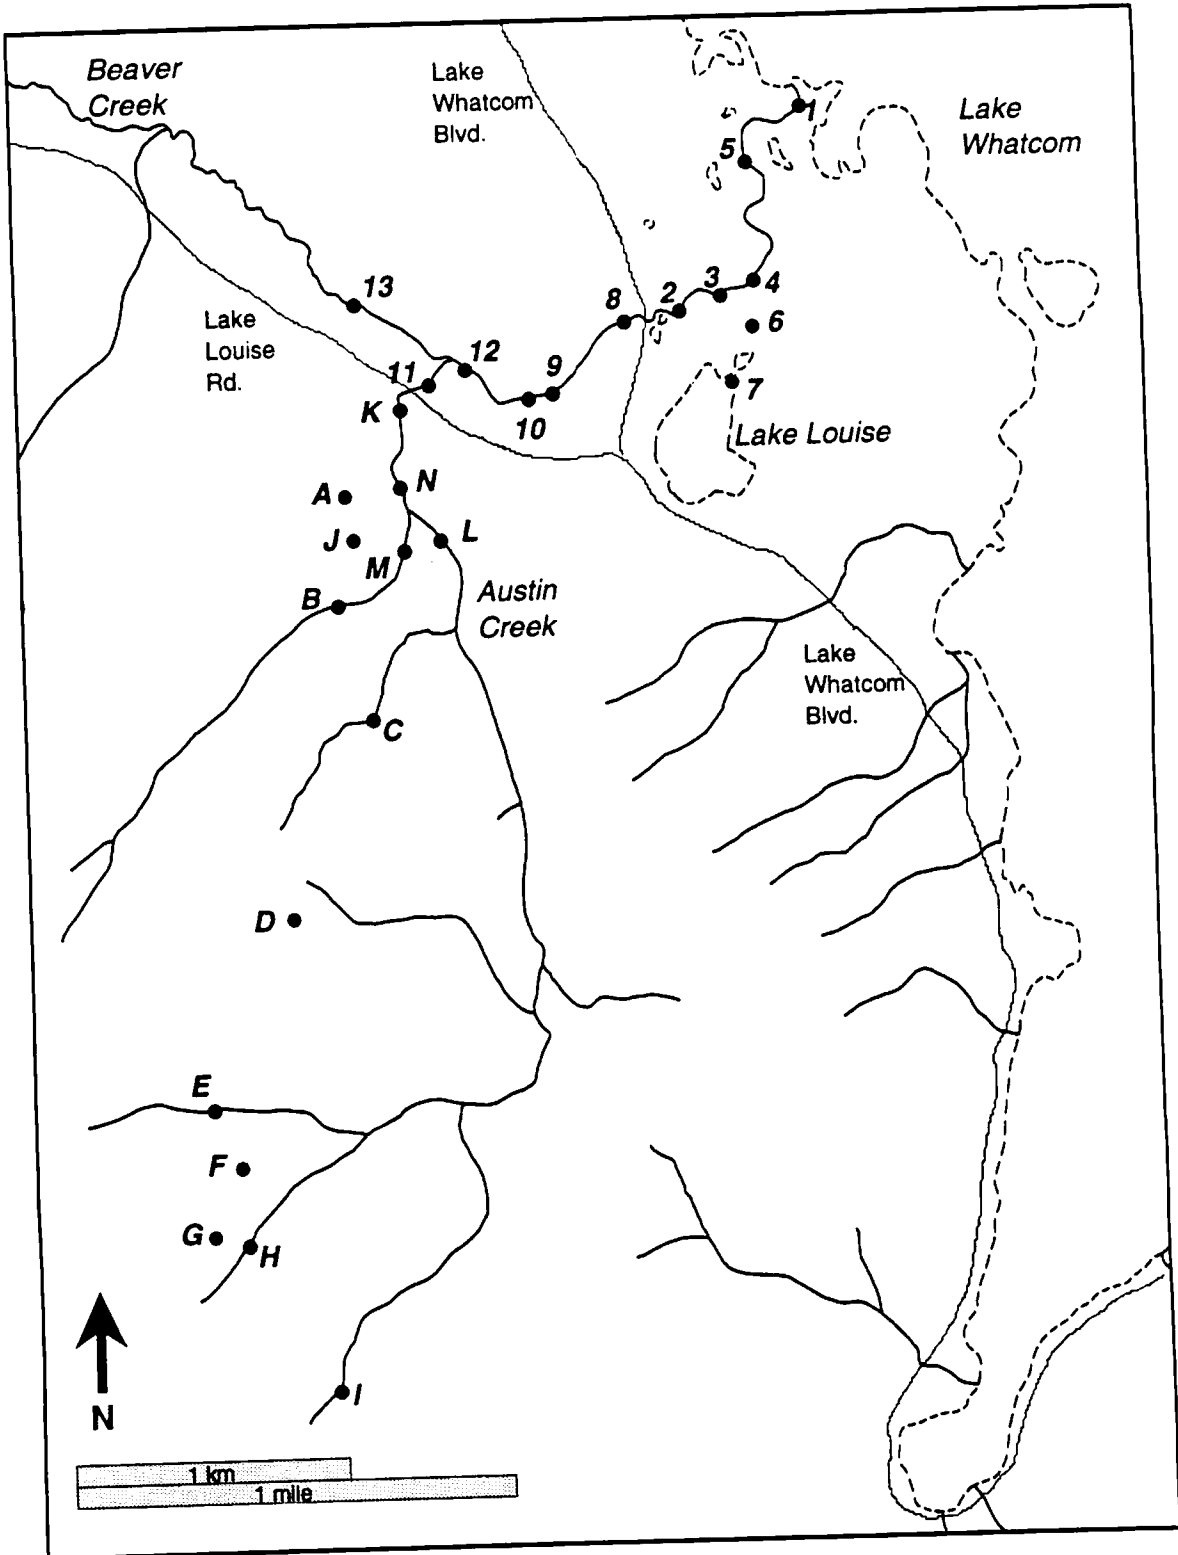 Beaver
Creek
Lake
Whatcom
Blvd.
Lake
Whatcom
1
5
13
Lake
Louise
Rd.
8
2
3
4
6
12
11
9
10
7
K
Lake Louise
A
N
J
M
L
B
Austin
Creek
Lake
Whatcom
Blvd.
C
D
E
F
G
H
I
N
1 km
1 mile